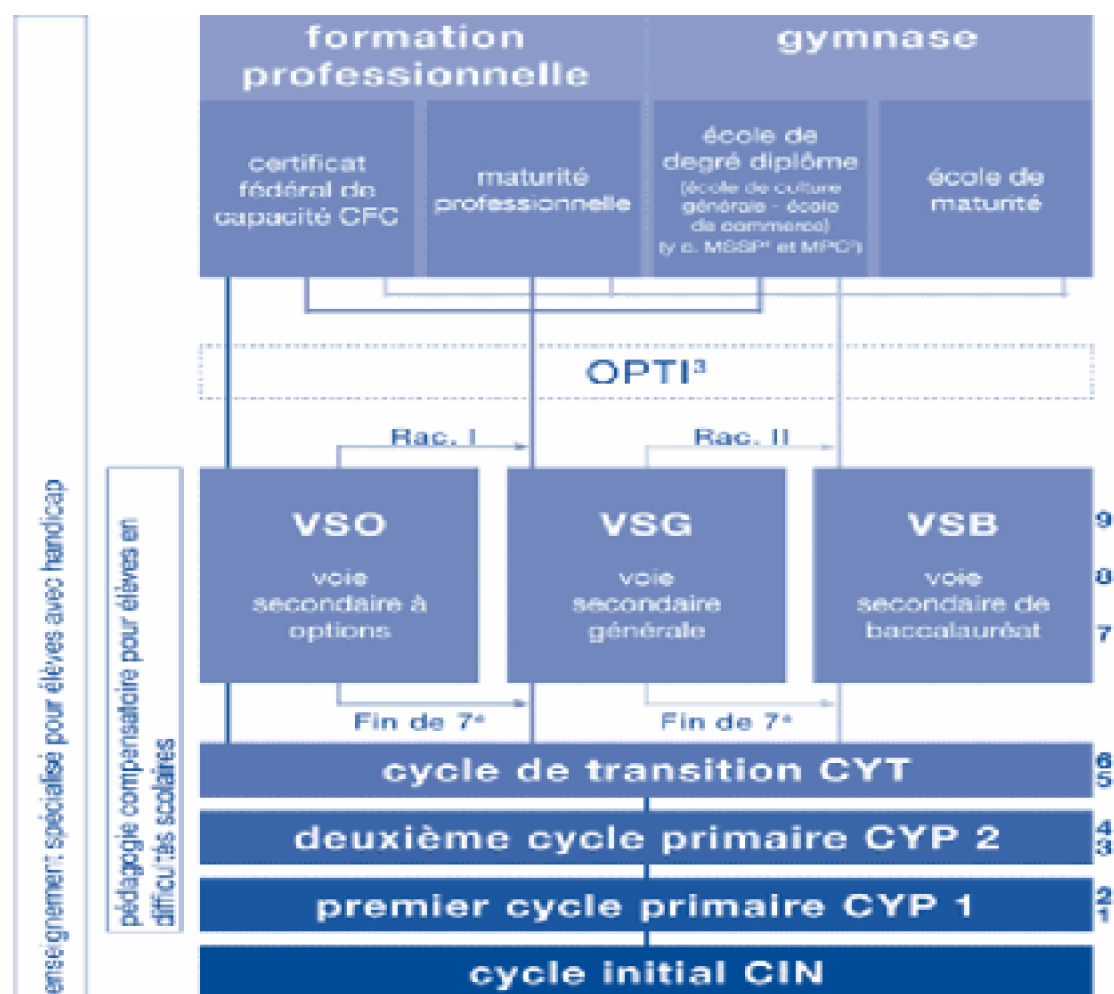 formation
professionnelle
gymnase
certificat
fédéral de
capacité CFC
maturité
professionnelle
école de
degré diplôme
(école de culture
générale - école
de commerce)
(y c. MSSP¹ et MPC²)
école de
maturité
OPTI³
Rac. I
Rac. II
VSO
voie
secondaire à
options
VSG
voie
secondaire
générale
VSB
voie
secondaire de
baccalauréat
9
8
7
Fin de 7ᵉ
Fin de 7ᵉ
cycle de transition CYT
6
5
deuxième cycle primaire CYP 2
4
3
premier cycle primaire CYP 1
2
1
cycle initial CIN
enseignement spécialisé pour élèves avec handicap
pédagogie compensatoire pour élèves en
difficultés scolaires